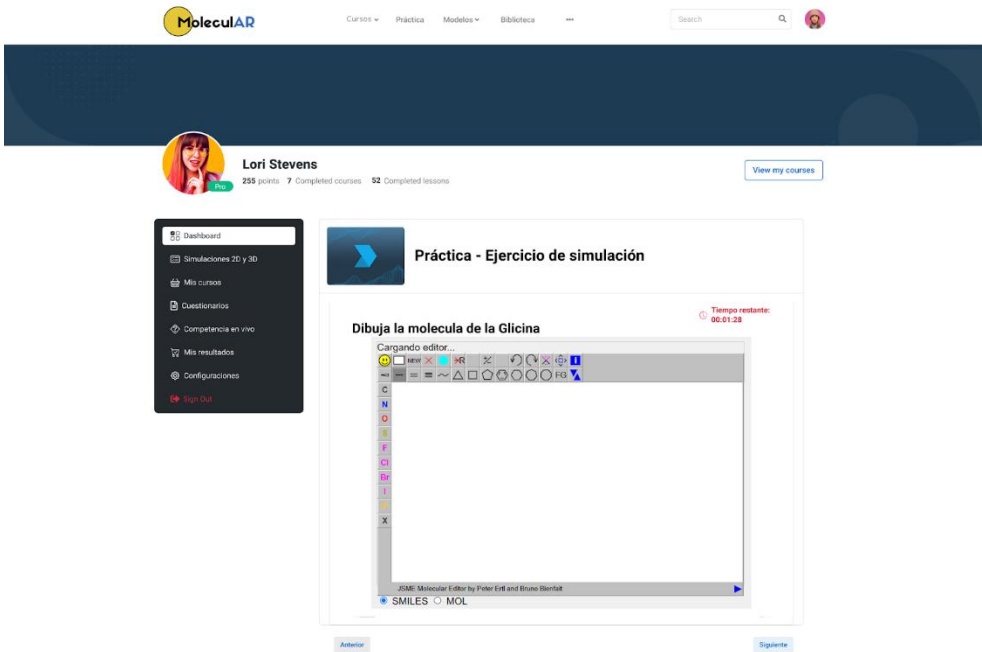 MoleculAR
Cursos Práctica Modelos Biblioteca ... Search
Lori Stevens
Pro
255 points 7 Completed courses 52 Completed lessons
View my courses
Dashboard
Simulaciones 2D y 3D
Mis cursos
Cuestionarios
Competencia en vivo
Mis resultados
Configuraciones
Sign Out
Práctica - Ejercicio de simulación
Tiempo restante:
00:01:28
Dibuja la molecula de la Glicina
Cargando editor...
NEW R
FG
C
N
O
S
F
Cl
Br
I
X
JSME Molecular Editor by Peter Ertl and Bruno Bienfait
SMILES MOL
Anterior Siguiente